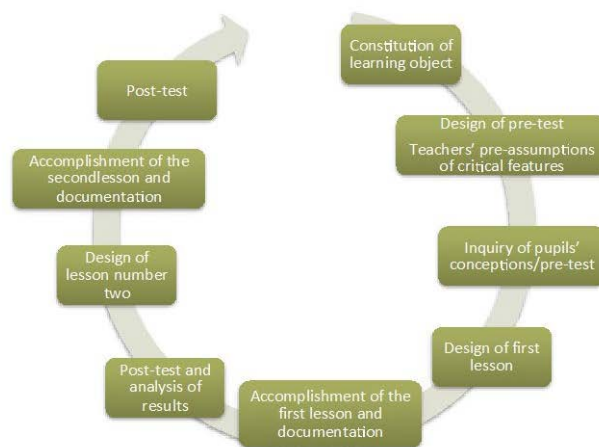 Constitution of
learning object
Design of pre-test
Teachers' pre-assumptions
of critical features
Inquiry of pupils'
conceptions/pre-test
Design of first
lesson
Accomplishment of the
first lesson and
documentation
Post-test and
analysis of
results
Design of
lesson number
two
Accomplishment of the
secondlesson and
documentation
Post-test